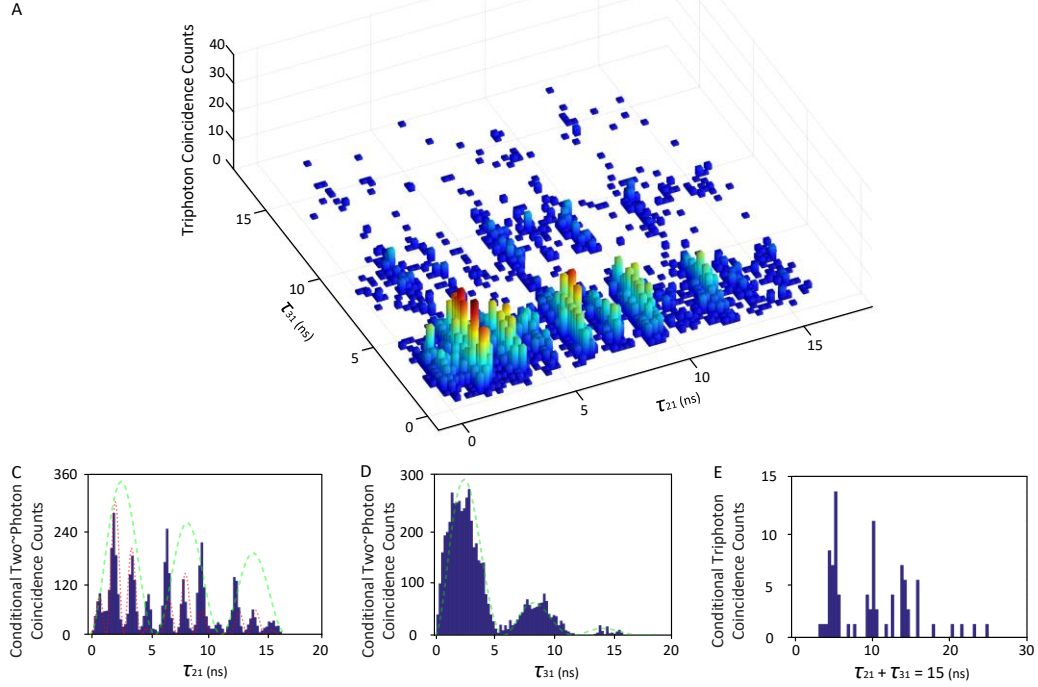 A
Triphoton Coincidence Counts
40
30
20
10
0
15
10
5
0
τ31 (ns)
0
5
10
15
τ21 (ns)
C
Conditional Two~Photon
Coincidence Counts
360
240
120
0
0 5 10 15 20
τ21 (ns)
D
Conditional Two~Photon
Coincidence Counts
300
200
100
0
0 5 10 15 20
τ31 (ns)
E
Conditional Triphoton
Coincidence Counts
15
10
5
0
0 10 20 30
τ21 + τ31 = 15 (ns)